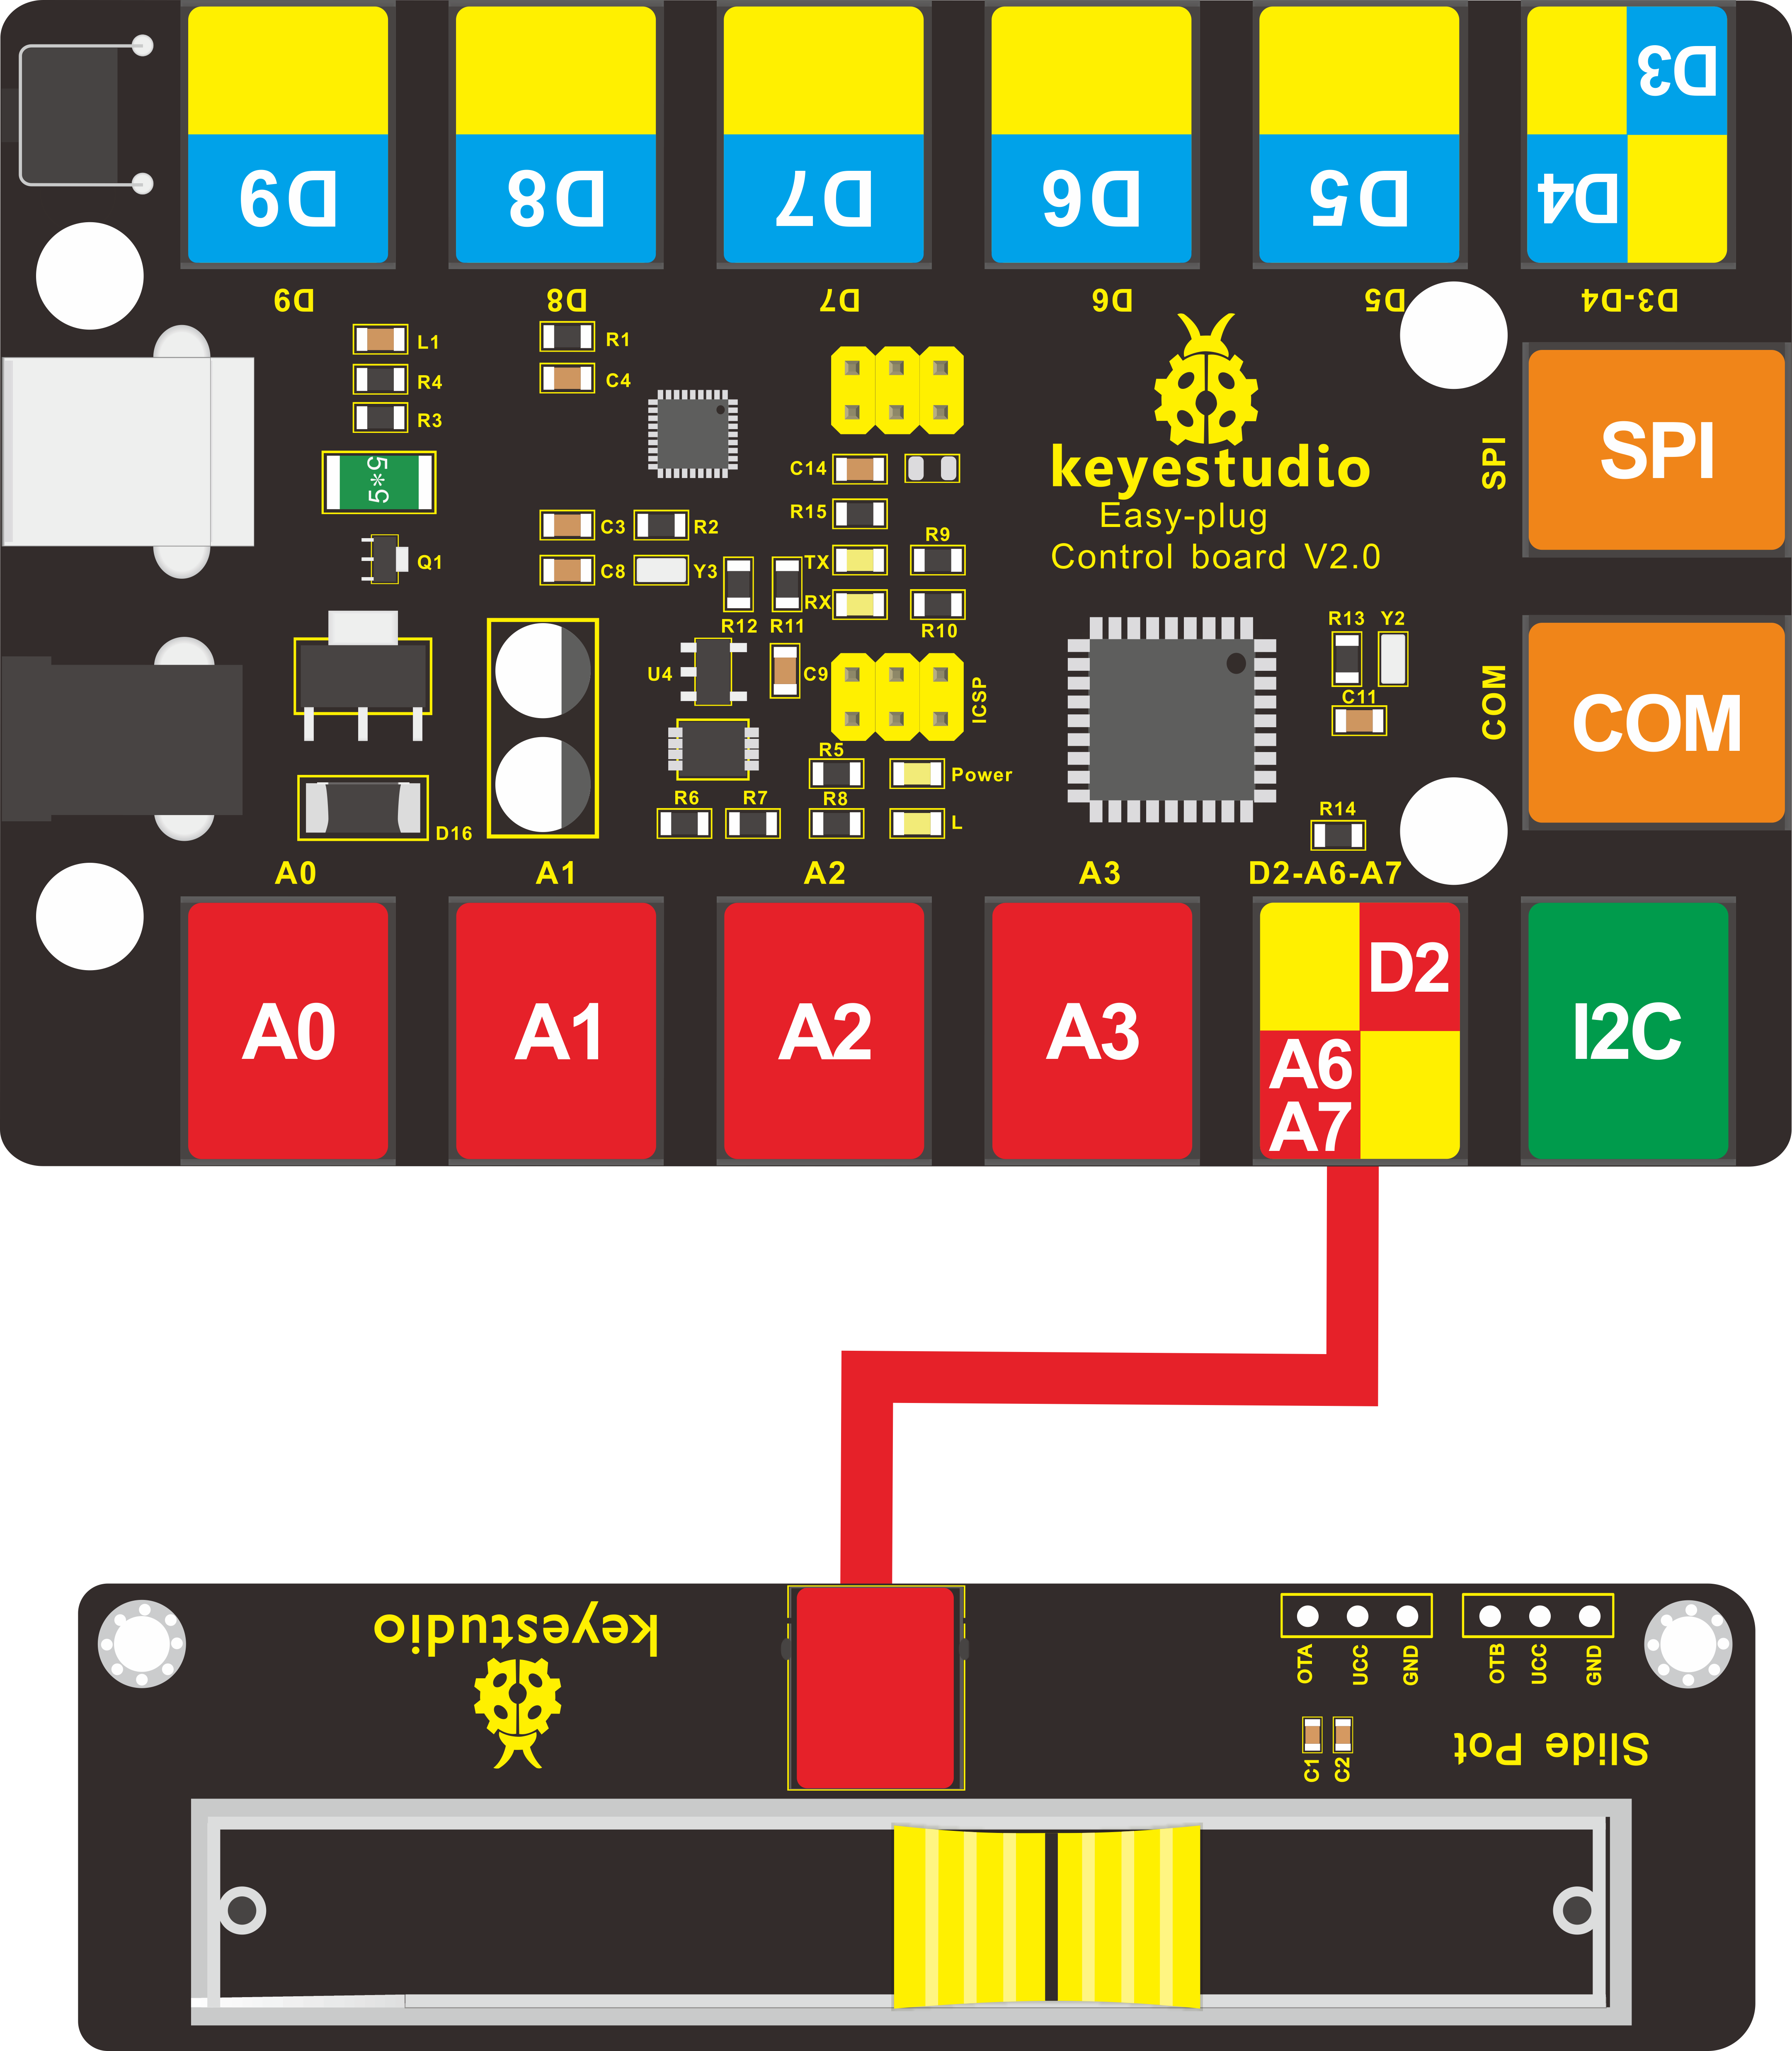 D3
D9
D8
D7
D6
D5
D4
D9
D8
D7
D6
D5
D3-D4
L1
R1
R4
C4
R3
5*5
C14
SPI
SPI
keyestudio
R15
Easy-plug
C3
R2
R9
Control board V2.0
Q1
C8
Y3
TX
RX
R12
R11
R10
R13
Y2
U4
C9
ICSP
C11
COM
COM
R5
Power
R6
R7
R8
L
D16
R14
A0
A1
A2
A3
D2-A6-A7
D2
A0
A1
A2
A3
A6
A7
I2C
keyestudio
OTA
UCC
GND
OTB
UCC
GND
Slide Pot
C1
C2